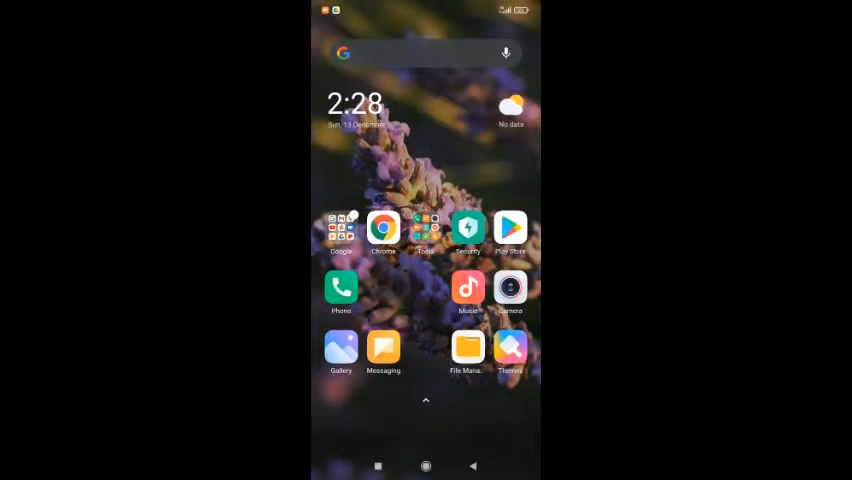 2:28
Sun, 13 December
No data
Google
Chrome
Tools
Security
Play Store
Phone
Music
Camera
Gallery
Messaging
File Mana..
Themes